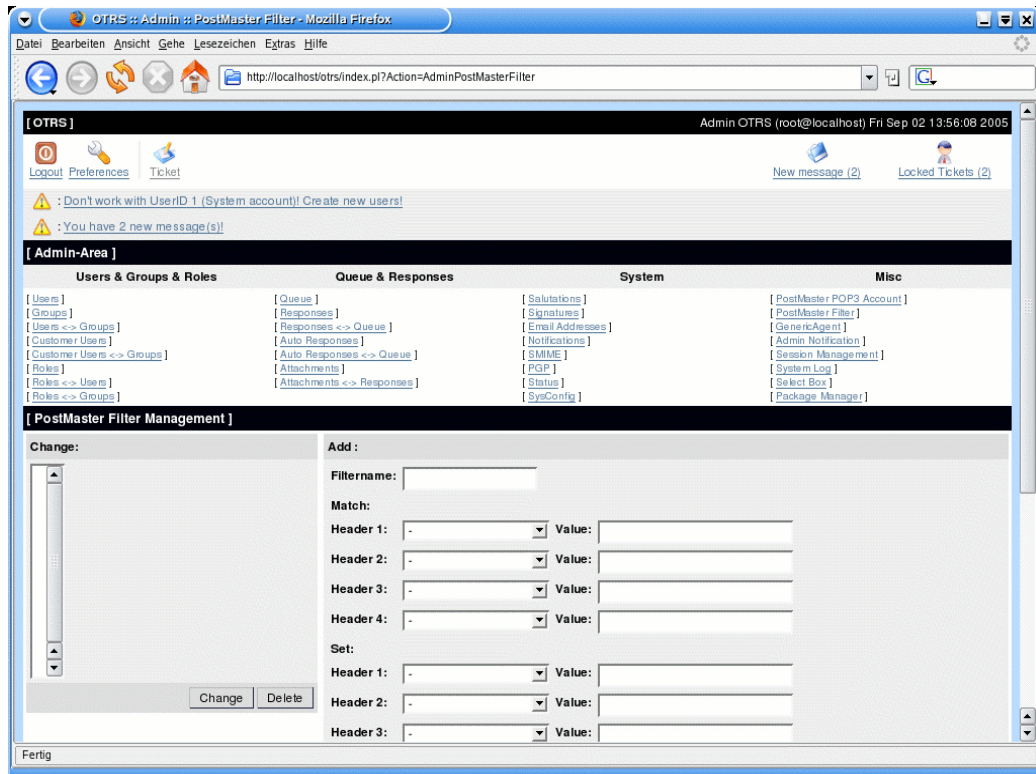 OTRS :: Admin :: PostMaster Filter - Mozilla Firefox
Datei Bearbeiten Ansicht Gehe Lesezeichen Extras Hilfe
http://localhost/otrs/index.pl?Action=AdminPostMasterFilter
G
[ OTRS ] Admin OTRS (root@localhost) Fri Sep 02 13:56:08 2005
Logout Preferences Ticket New message (2) Locked Tickets (2)
: Don't work with UserID 1 (System account)! Create new users!
: You have 2 new message(s)!
[ Admin-Area ]
Users & Groups & Roles Queue & Responses System Misc
[ Users ] [ Queue ] [ Salutations ] [ PostMaster POP3 Account ]
[ Groups ] [ Responses ] [ Signatures ] [ PostMaster Filter ]
[ Users <-> Groups ] [ Responses <-> Queue ] [ Email Addresses ] [ GenericAgent ]
[ Customer Users ] [ Auto Responses ] [ Notifications ] [ Admin Notification ]
[ Customer Users <-> Groups ] [ Auto Responses <-> Queue ] [ SMIME ] [ Session Management ]
[ Roles ] [ Attachments ] [ PGP ] [ System Log ]
[ Roles <-> Users ] [ Attachments <-> Responses ] [ Status ] [ Select Box ]
[ Roles <-> Groups ] [ SysConfig ] [ Package Manager ]
[ PostMaster Filter Management ]
Change: Add :
Filtername:
Match:
Header 1: - Value:
Header 2: - Value:
Header 3: - Value:
Header 4: - Value:
Set:
Header 1: - Value:
Change Delete
Header 2: - Value:
Header 3: - Value:
Fertig